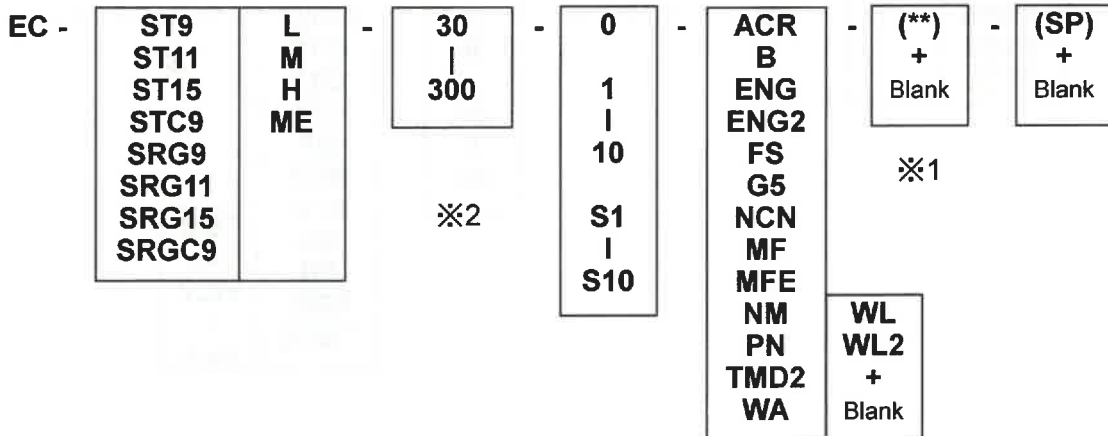 EC - ST9 L - 30 - 0 - ACR - (**) - (SP)
ST11 M | B + +
ST15 H 300 1 ENG Blank Blank
STC9 ME | ENG2
SRG9 10 FS
SRG11 G5 ※1
SRG15 ※2 S1 NCN
SRGC9 | MF
S10 MFE
NM WL
PN WL2
TMD2 +
WA Blank